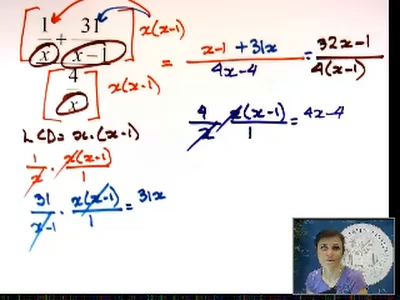 [1/x + 31/x-1] x(x-1)
[4/x] x(x-1)
= x-1+31x / 4x-4 = 32x-1 / 4(x-1)
4/x · x(x-1)/1 = 4x-4
LCD= x·(x-1)
1/x · x(x-1)/1
31/x-1 · x(x-1)/1 = 31x